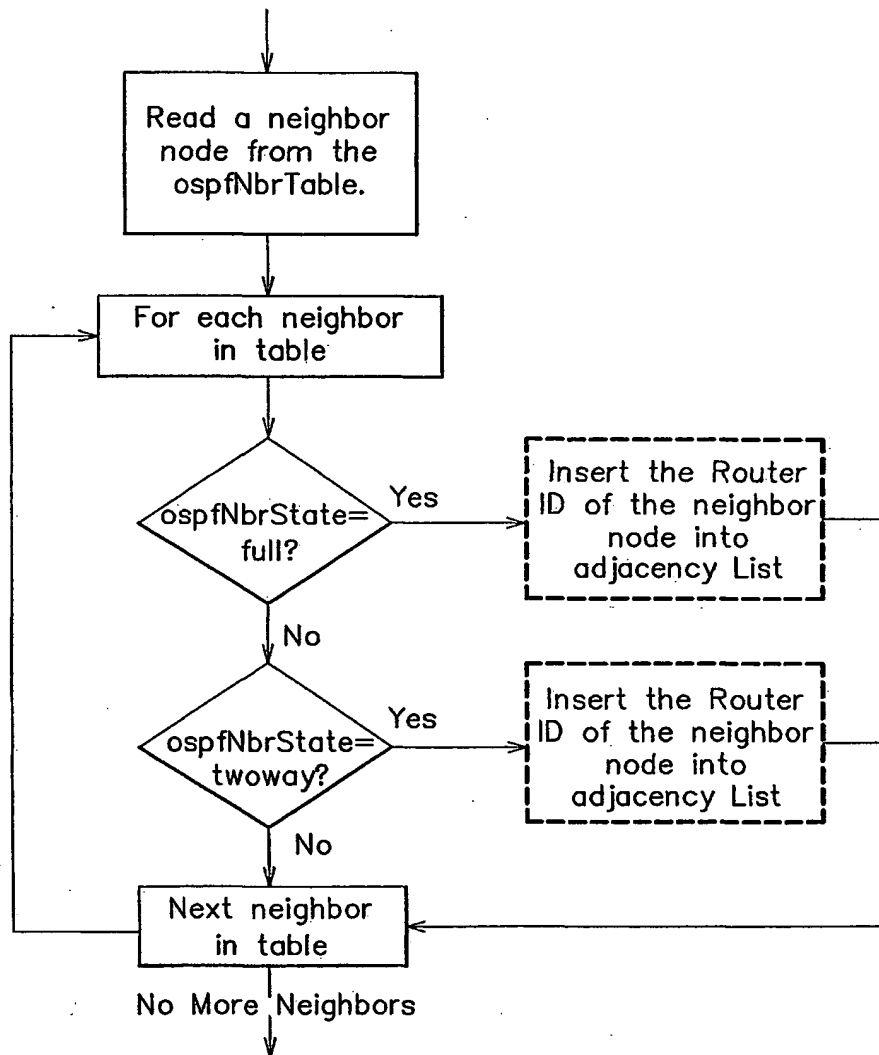 Read a neighbor
node from the
ospfNbrTable.
For each neighbor
in table
ospfNbrState=
full?
Yes
Insert the Router
ID of the neighbor
node into
adjacency List
No
ospfNbrState=
twoway?
Yes
Insert the Router
ID of the neighbor
node into
adjacency List
No
Next neighbor
in table
No More Neighbors